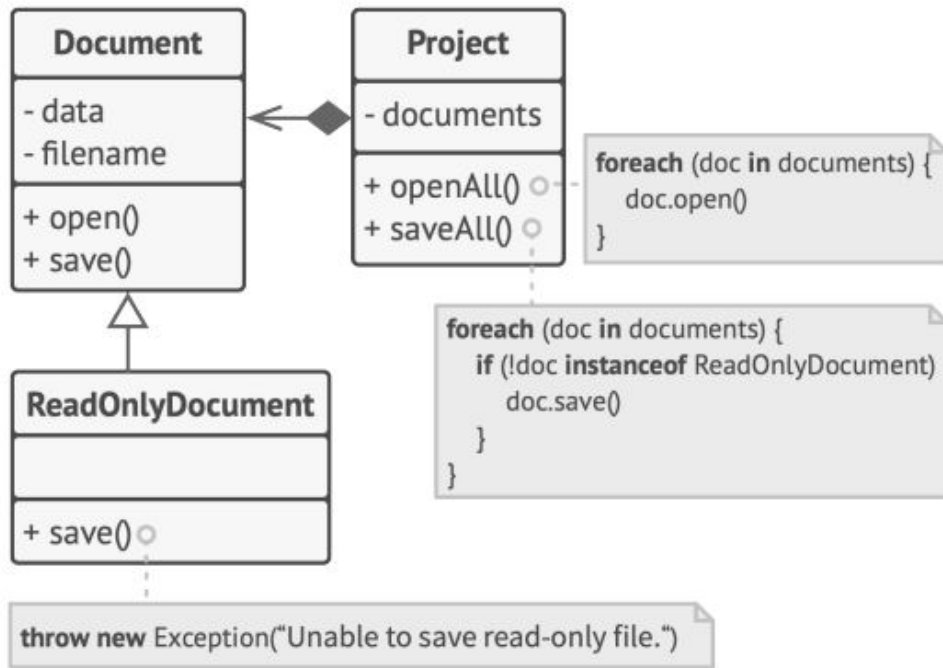 Document
- data
- filename
+ open()
+ save()
Project
- documents
+ openAll()
+ saveAll()
foreach (doc in documents) {
doc.open()
}
foreach (doc in documents) {
if (!doc instanceof ReadOnlyDocument)
doc.save()
}
}
ReadOnlyDocument
+ save()
throw new Exception("Unable to save read-only file.")